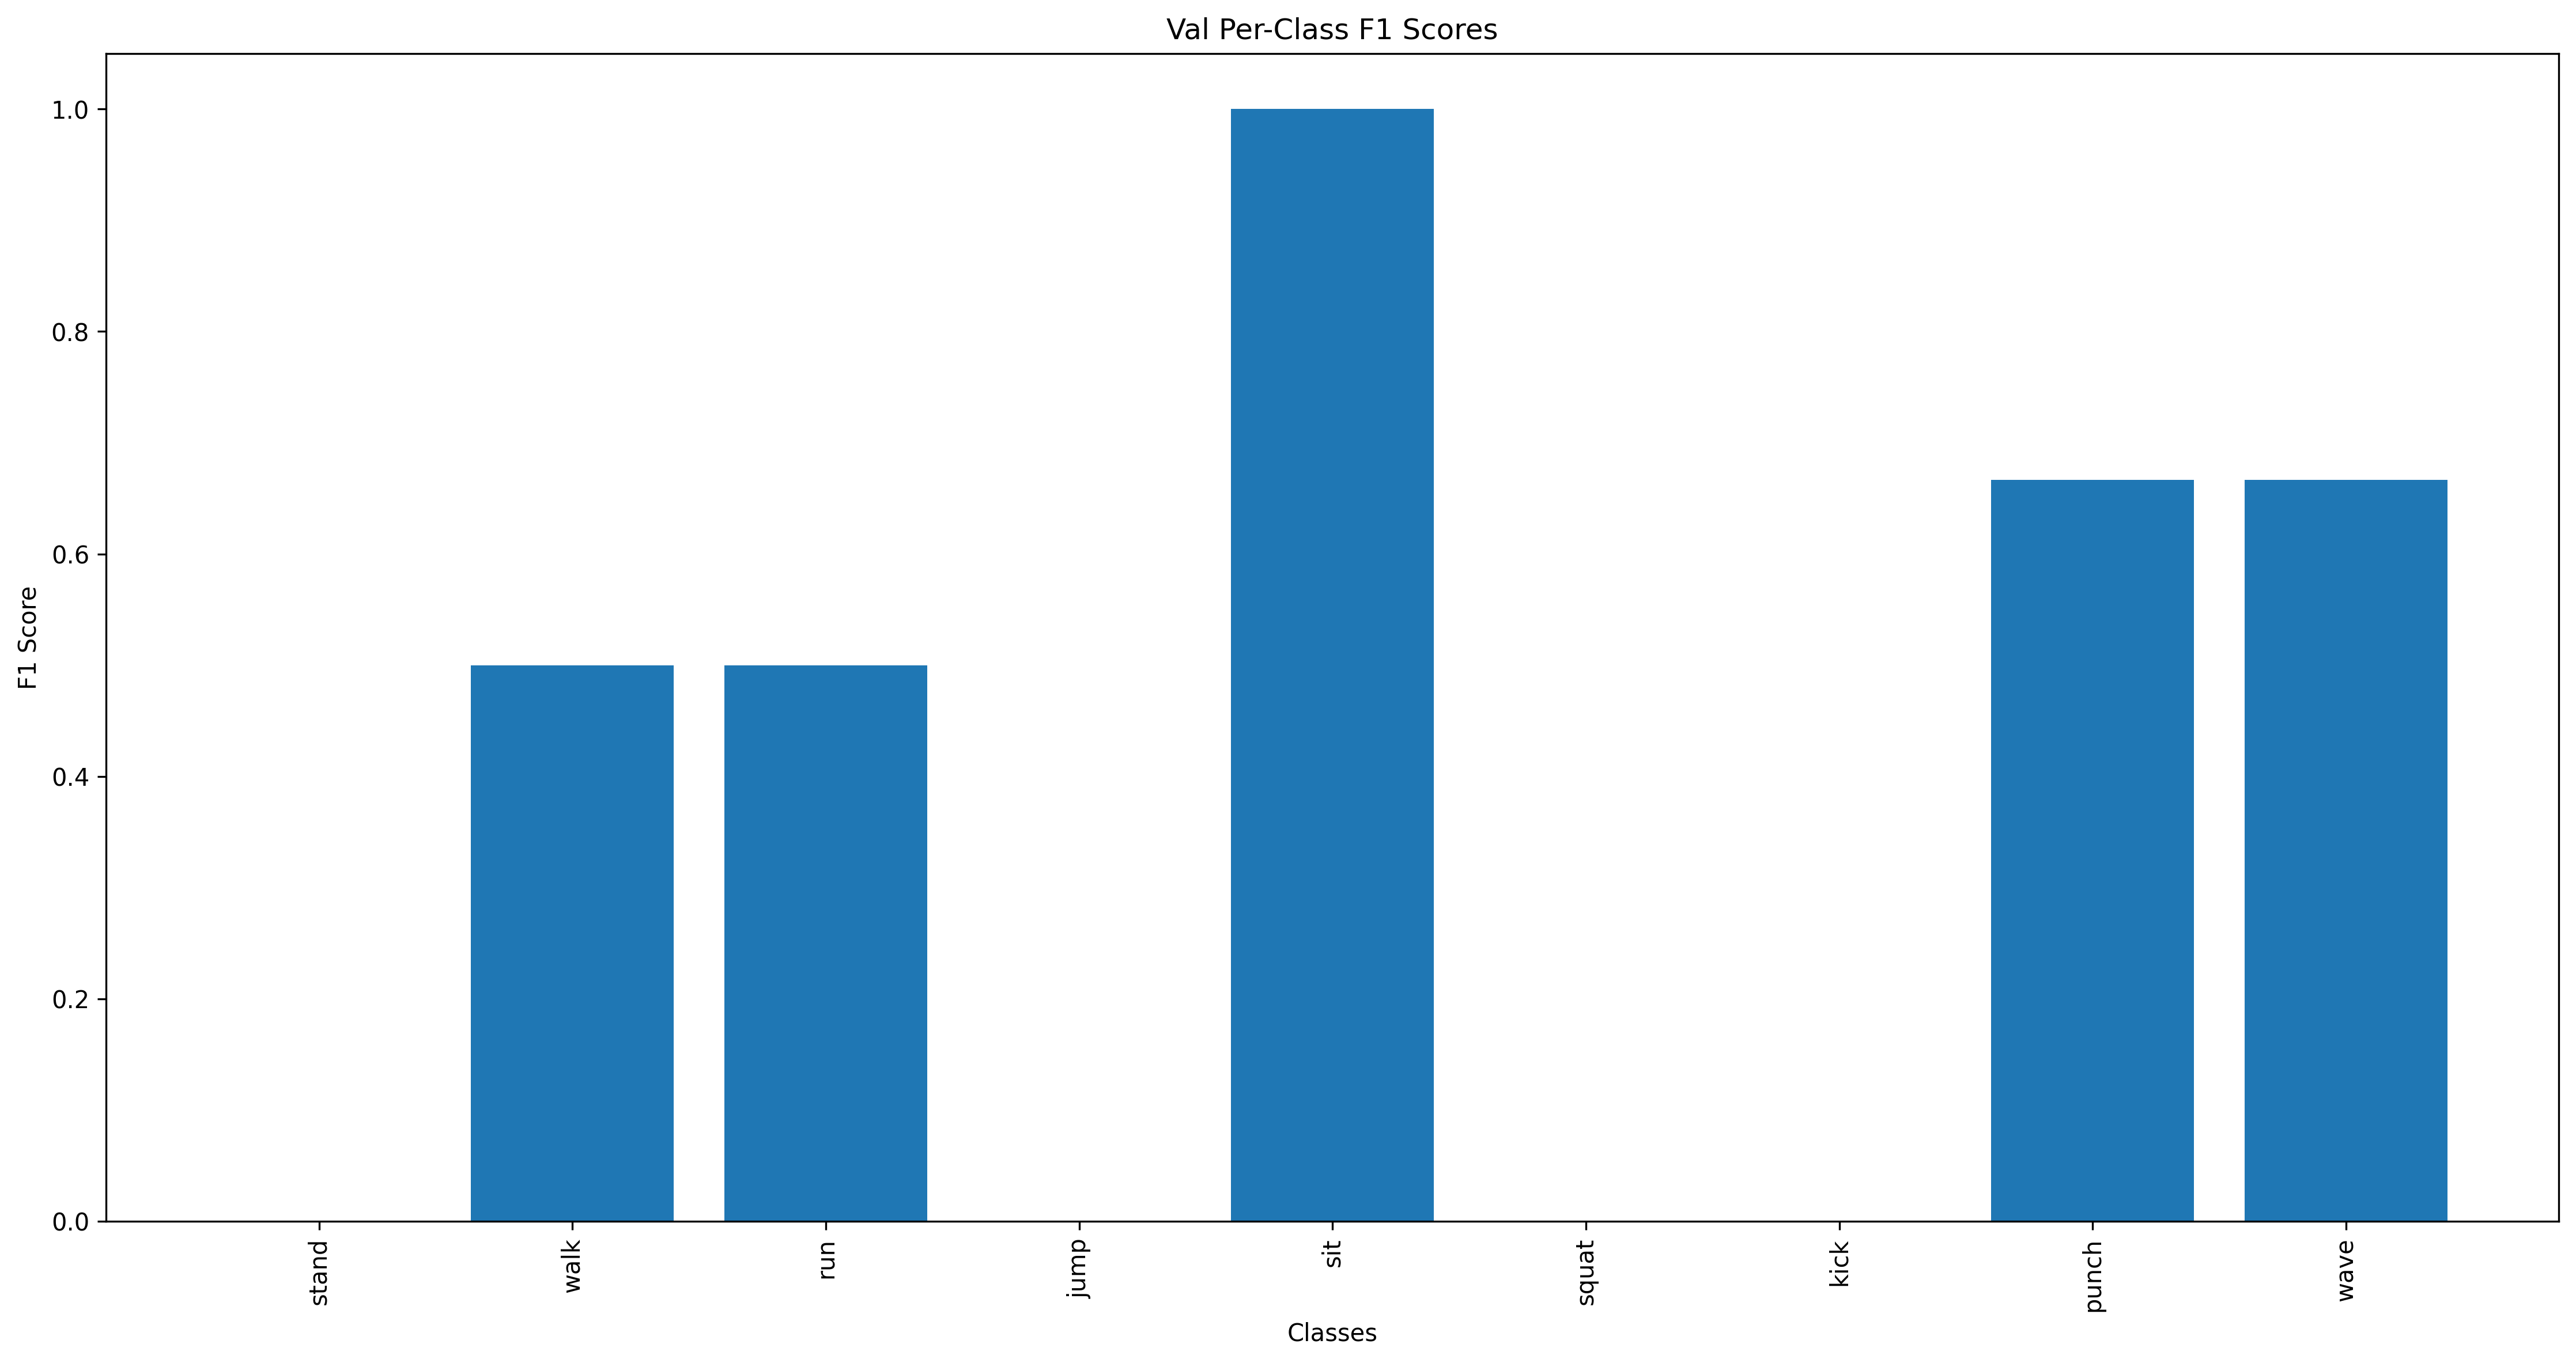 Val Per-Class F1 Scores
1.0
0.8
0.6
0.4
0.2
0.0
F1 Score
stand
walk
run
jump
sit
squat
kick
punch
wave
Classes